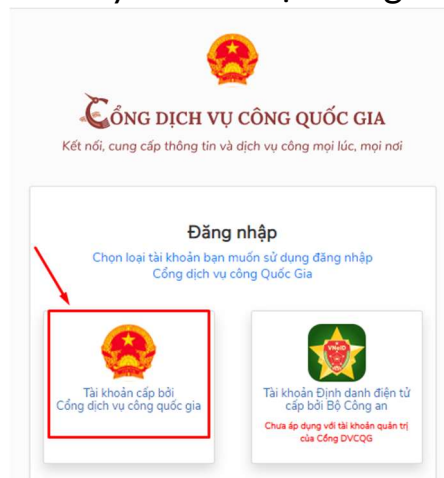 CỔNG DỊCH VỤ CÔNG QUỐC GIA
Kết nối, cung cấp thông tin và dịch vụ công mọi lúc, mọi nơi
Đăng nhập
Chọn loại tài khoản bạn muốn sử dụng đăng nhập
Cổng dịch vụ công Quốc Gia
Tài khoản cấp bởi
Cổng dịch vụ công quốc gia
VNeID
Tài khoản Định danh điện tử
cấp bởi Bộ Công an
Chưa áp dụng với tài khoản quản trị
của Cổng DVCQG